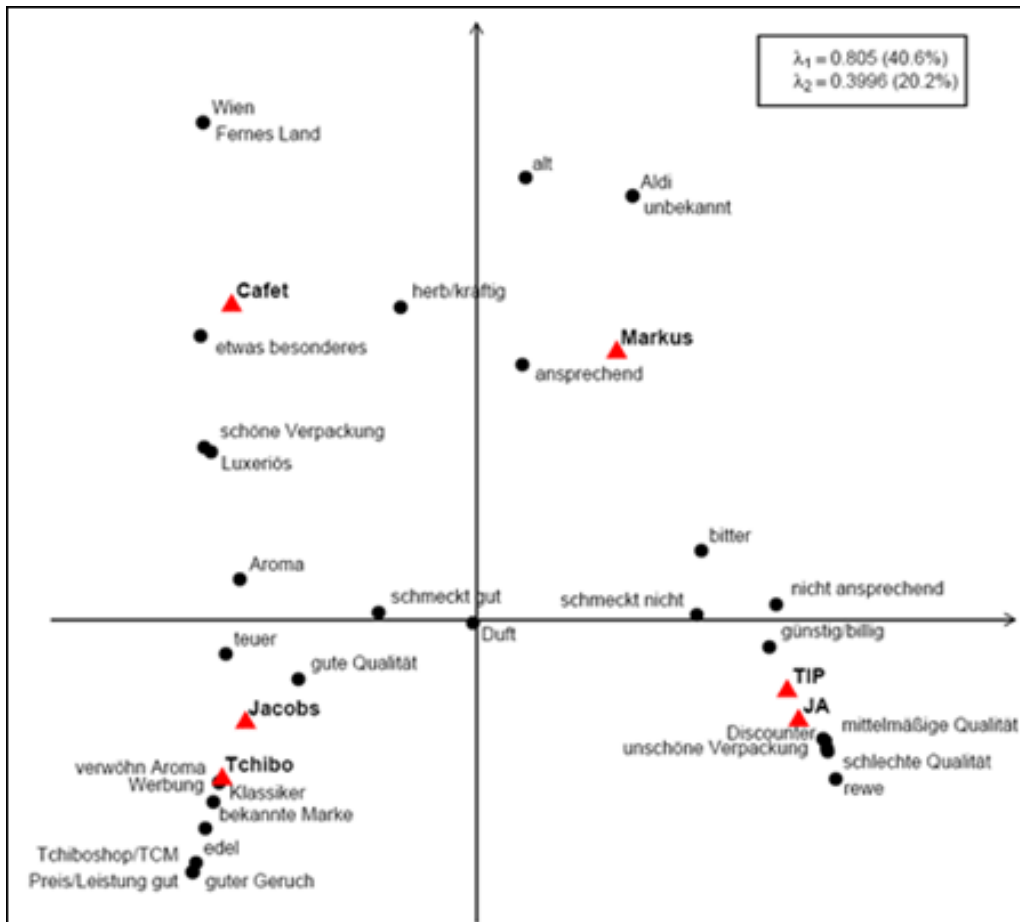 λ₁ = 0.805 (40.6%)
λ₂ = 0.3996 (20.2%)
Wien
Fernes Land
alt
Aldi
unbekannt
Cafet
herb/kräftig
etwas besonderes
Markus
ansprechend
schöne Verpackung
Luxeriös
bitter
Aroma
schmeckt gut
schmeckt nicht
nicht ansprechend
Duft
teuer
günstig/billig
gute Qualität
TIP
Jacobs
JA
Discounter
mittelmäßige Qualität
unschöne Verpackung
schlechte Qualität
rewe
Tchibo
verwöhn Aroma
Werbung
Klassiker
bekannte Marke
edel
Tchiboshop/TCM
Preis/Leistung gut
guter Geruch